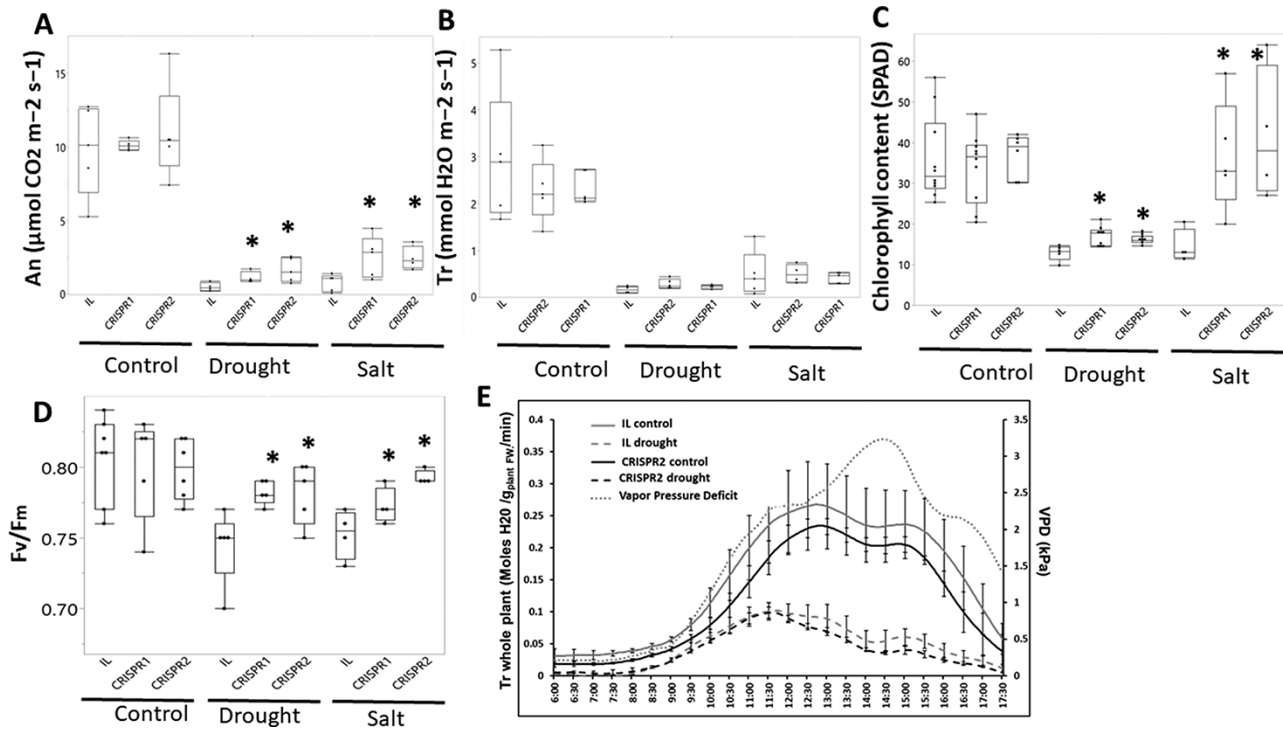 A
An (µmol CO2 m−2 s−1)
15
10
5
0
* * * *
IL CRISPR1 CRISPR2 IL CRISPR1 CRISPR2 IL CRISPR1 CRISPR2
Control Drought Salt
B
Tr (mmol H2O m−2 s−1)
5
4
3
2
1
0
IL CRISPR2 CRISPR1 IL CRISPR2 CRISPR1 IL CRISPR2 CRISPR1
Control Drought Salt
C
Chlorophyll content (SPAD)
60
50
40
30
20
10
0
* * * *
IL CRISPR1 CRISPR2 IL CRISPR1 CRISPR2 IL CRISPR1 CRISPR2
Control Drought Salt
D
Fv/Fm
0.80
0.75
0.70
* * * *
IL CRISPR1 CRISPR2 IL CRISPR1 CRISPR2 IL CRISPR1 CRISPR2
Control Drought Salt
E
Tr whole plant (Moles H20 /gplant FW/min)
0.4
0.35
0.3
0.25
0.2
0.15
0.1
0.05
0
IL control
IL drought
CRISPR2 control
CRISPR2 drought
Vapor Pressure Deficit
3.5
3
2.5
2
1.5
1
0.5
0
VPD (kPa)
6:00 6:30 7:00 7:30 8:00 8:30 9:00 9:30 10:00 10:30 11:00 11:30 12:00 12:30 13:00 13:30 14:00 14:30 15:00 15:30 16:00 16:30 17:00 17:30